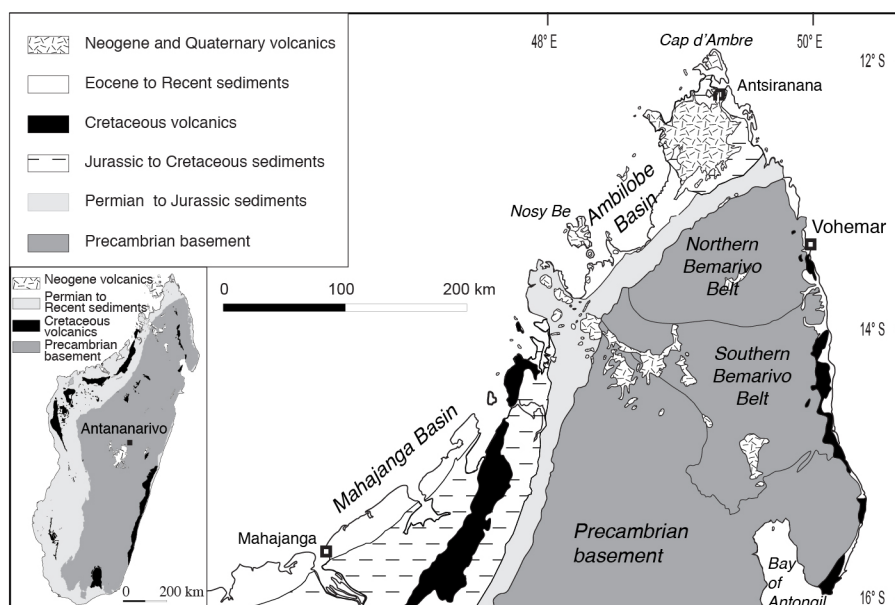 Neogene and Quaternary volcanics
Eocene to Recent sediments
Cretaceous volcanics
Jurassic to Cretaceous sediments
Permian to Jurassic sediments
Precambrian basement
Neogene volcanics
Permian to
Recent sediments
Cretaceous
volcanics
Precambrian
basement
Antananarivo
0 200 km
48° E
50° E
12° S
14° S
16° S
Cap d'Ambre
Antsiranana
Nosy Be
Ambilobe
Basin
Vohemar
Northern
Bemarivo
Belt
0 100 200 km
Southern
Bemarivo
Belt
Mahajanga Basin
Mahajanga
Precambrian
basement
Bay
of
Antongil